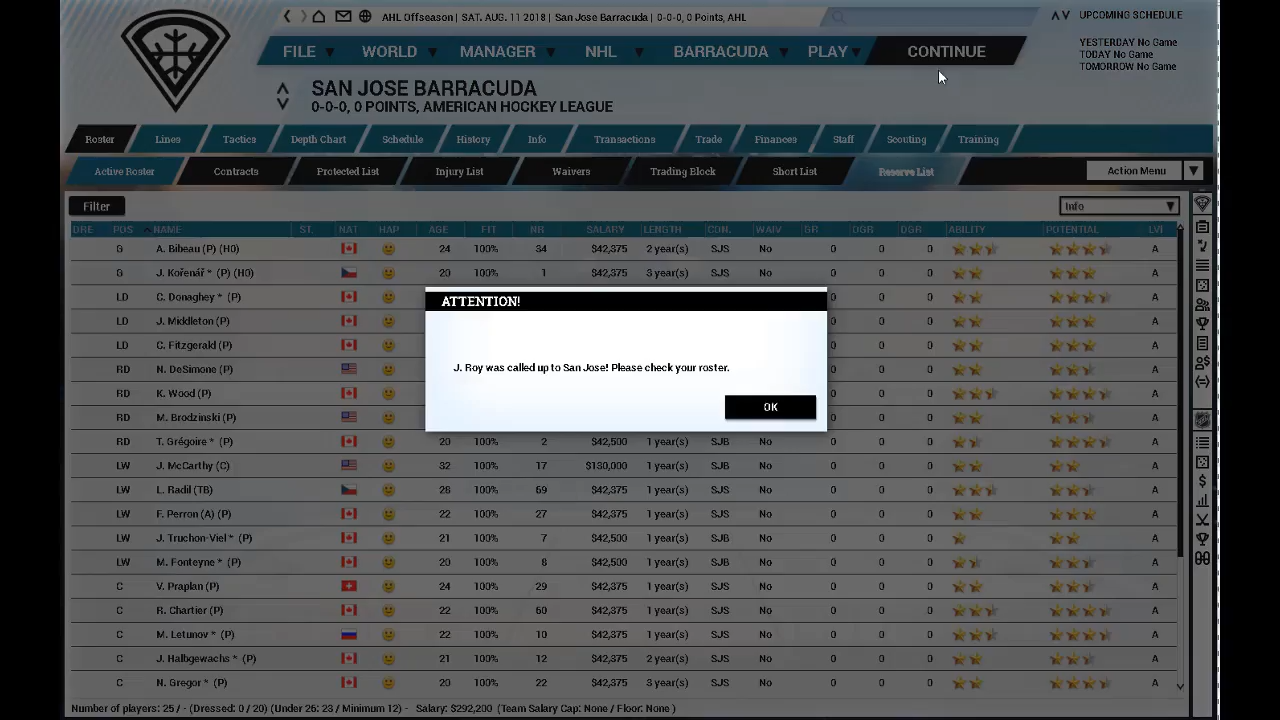 AHL Offseason | SAT. AUG. 11 2018 | San Jose Barracuda | 0-0-0, 0 Points, AHL
UPCOMING SCHEDULE
YESTERDAY No Game
TODAY No Game
TOMORROW No Game
FILE WORLD MANAGER NHL BARRACUDA PLAY CONTINUE
SAN JOSE BARRACUDA
0-0-0, 0 POINTS, AMERICAN HOCKEY LEAGUE
Roster Lines Tactics Depth Chart Schedule History Info Transactions Trade Finances Staff Scouting Training
Active Roster Contracts Protected List Injury List Waivers Trading Block Short List Reserve List Action Menu
Filter Info
DRE POS NAME ST. NAT HAP AGE FIT NR SALARY LENGTH CON. WAIV GR OGR DGR ABILITY POTENTIAL LVL
G A. Bibeau (P) (H0) 24 100% 34 $42,375 2 year(s) SJS No 0 0 0 A
G J. Kořenář * (P) (H0) 20 100% 1 $42,375 3 year(s) SJS No 0 0 0 A
LD C. Donaghey * (P) A
LD J. Middleton (P) A
LD C. Fitzgerald (P) A
RD N. DeSimone (P) A
RD K. Wood (P) A
RD M. Brodzinski (P) A
RD T. Grégoire * (P) 20 100% 2 $42,500 1 year(s) SJB No 0 0 0 A
LW J. McCarthy (C) 32 100% 17 $130,000 1 year(s) SJB No 0 0 0 A
LW L. Radil (TB) 28 100% 69 $42,375 1 year(s) SJS No 0 0 0 A
LW F. Perron (A) (P) 22 100% 27 $42,375 1 year(s) SJS No 0 0 0 A
LW J. Truchon-Viel * (P) 21 100% 7 $42,500 1 year(s) SJB No 0 0 0 A
LW M. Fonteyne * (P) 20 100% 8 $42,500 1 year(s) SJB No 0 0 0 A
C V. Praplan (P) 24 100% 29 $42,375 1 year(s) SJS No 0 0 0 A
C R. Chartier (P) 22 100% 60 $42,375 1 year(s) SJS No 0 0 0 A
C M. Letunov * (P) 22 100% 10 $42,375 1 year(s) SJS No 0 0 0 A
C J. Halbgewachs * (P) 21 100% 12 $42,375 2 year(s) SJS No 0 0 0 A
C N. Gregor * (P) 20 100% 22 $42,375 3 year(s) SJS No 0 0 0 A
ATTENTION!
J. Roy was called up to San Jose! Please check your roster.
OK
Number of players: 25 / - (Dressed: 0 / 20) (Under 26: 23 / Minimum 12) - Salary: $292,200 (Team Salary Cap: None / Floor: None )